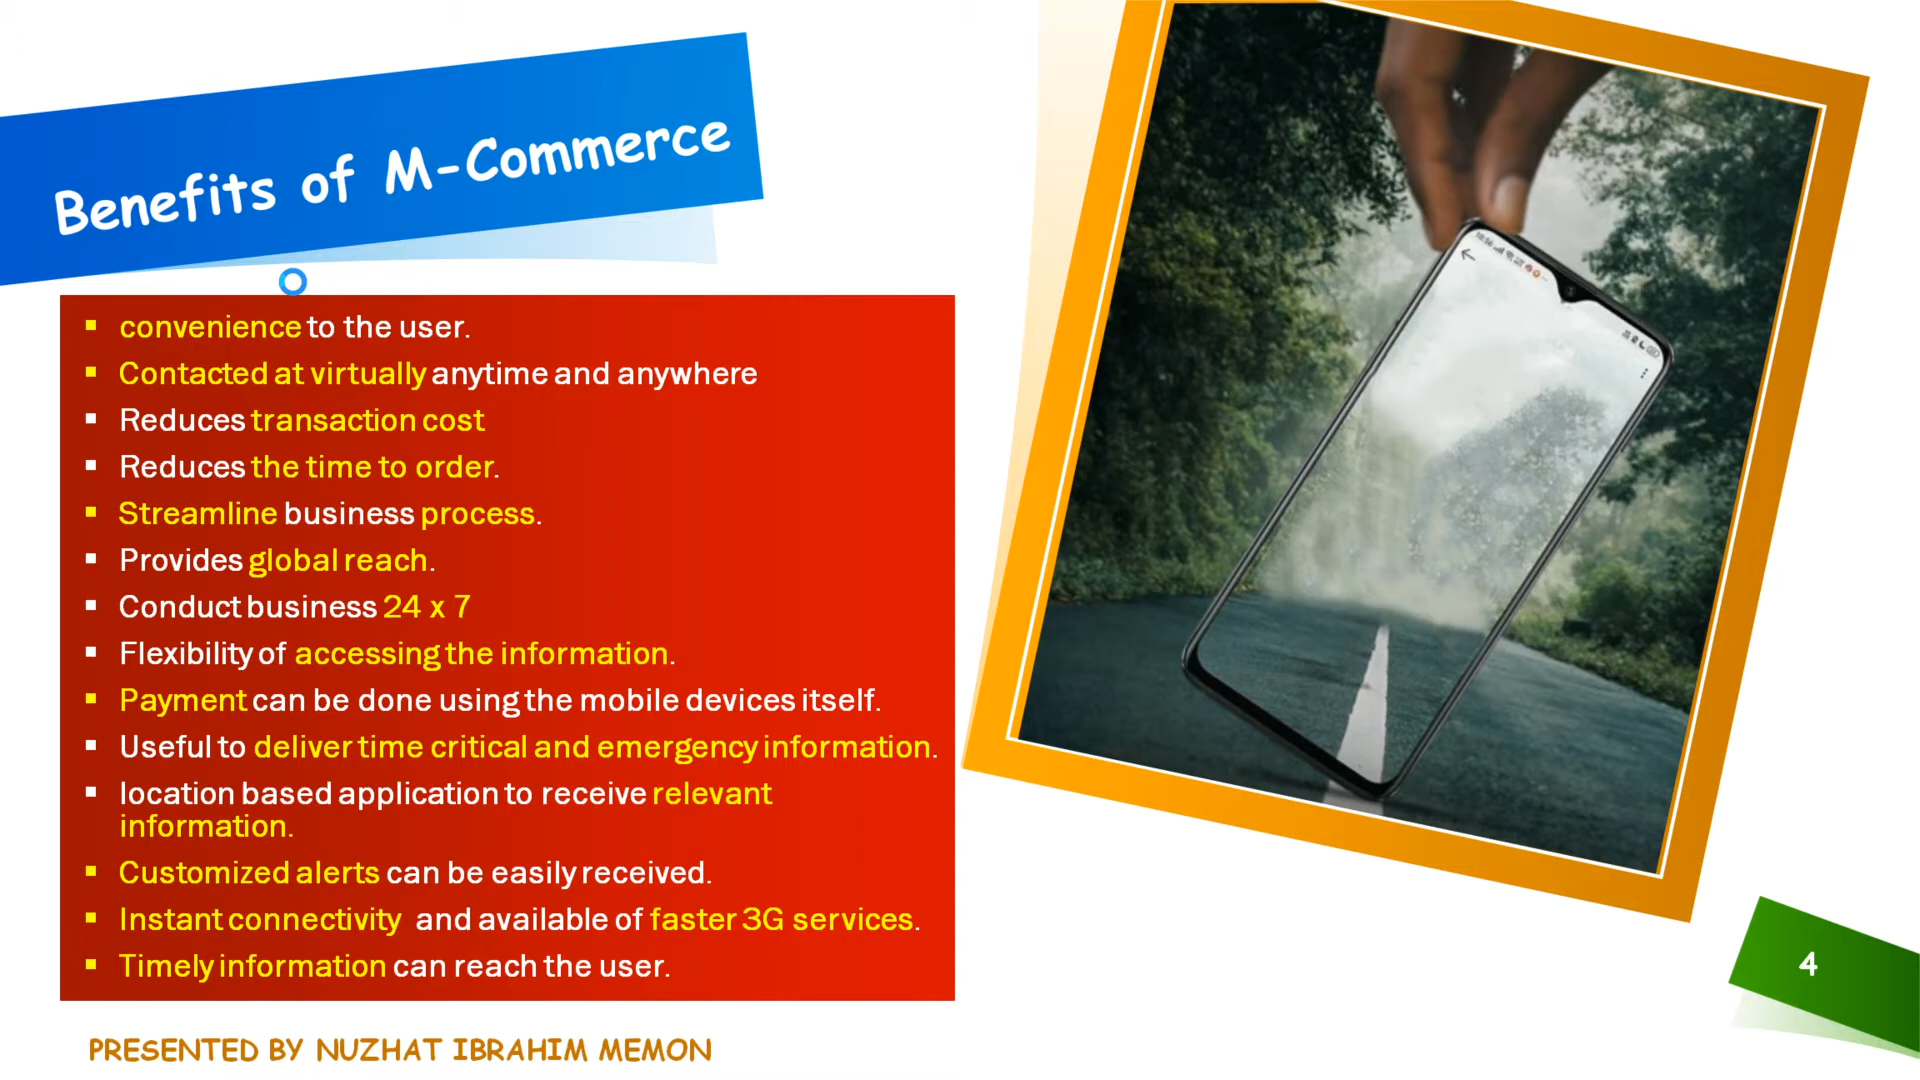 Benefits of M-Commerce
convenience to the user.
Contacted at virtually anytime and anywhere
Reduces transaction cost
Reduces the time to order.
Streamline business process.
Provides global reach.
Conduct business 24 x 7
Flexibility of accessing the information.
Payment can be done using the mobile devices itself.
Useful to deliver time critical and emergency information.
location based application to receive relevant
information.
Customized alerts can be easily received.
Instant connectivity and available of faster 3G services.
Timely information can reach the user.
4
PRESENTED BY NUZHAT IBRAHIM MEMON